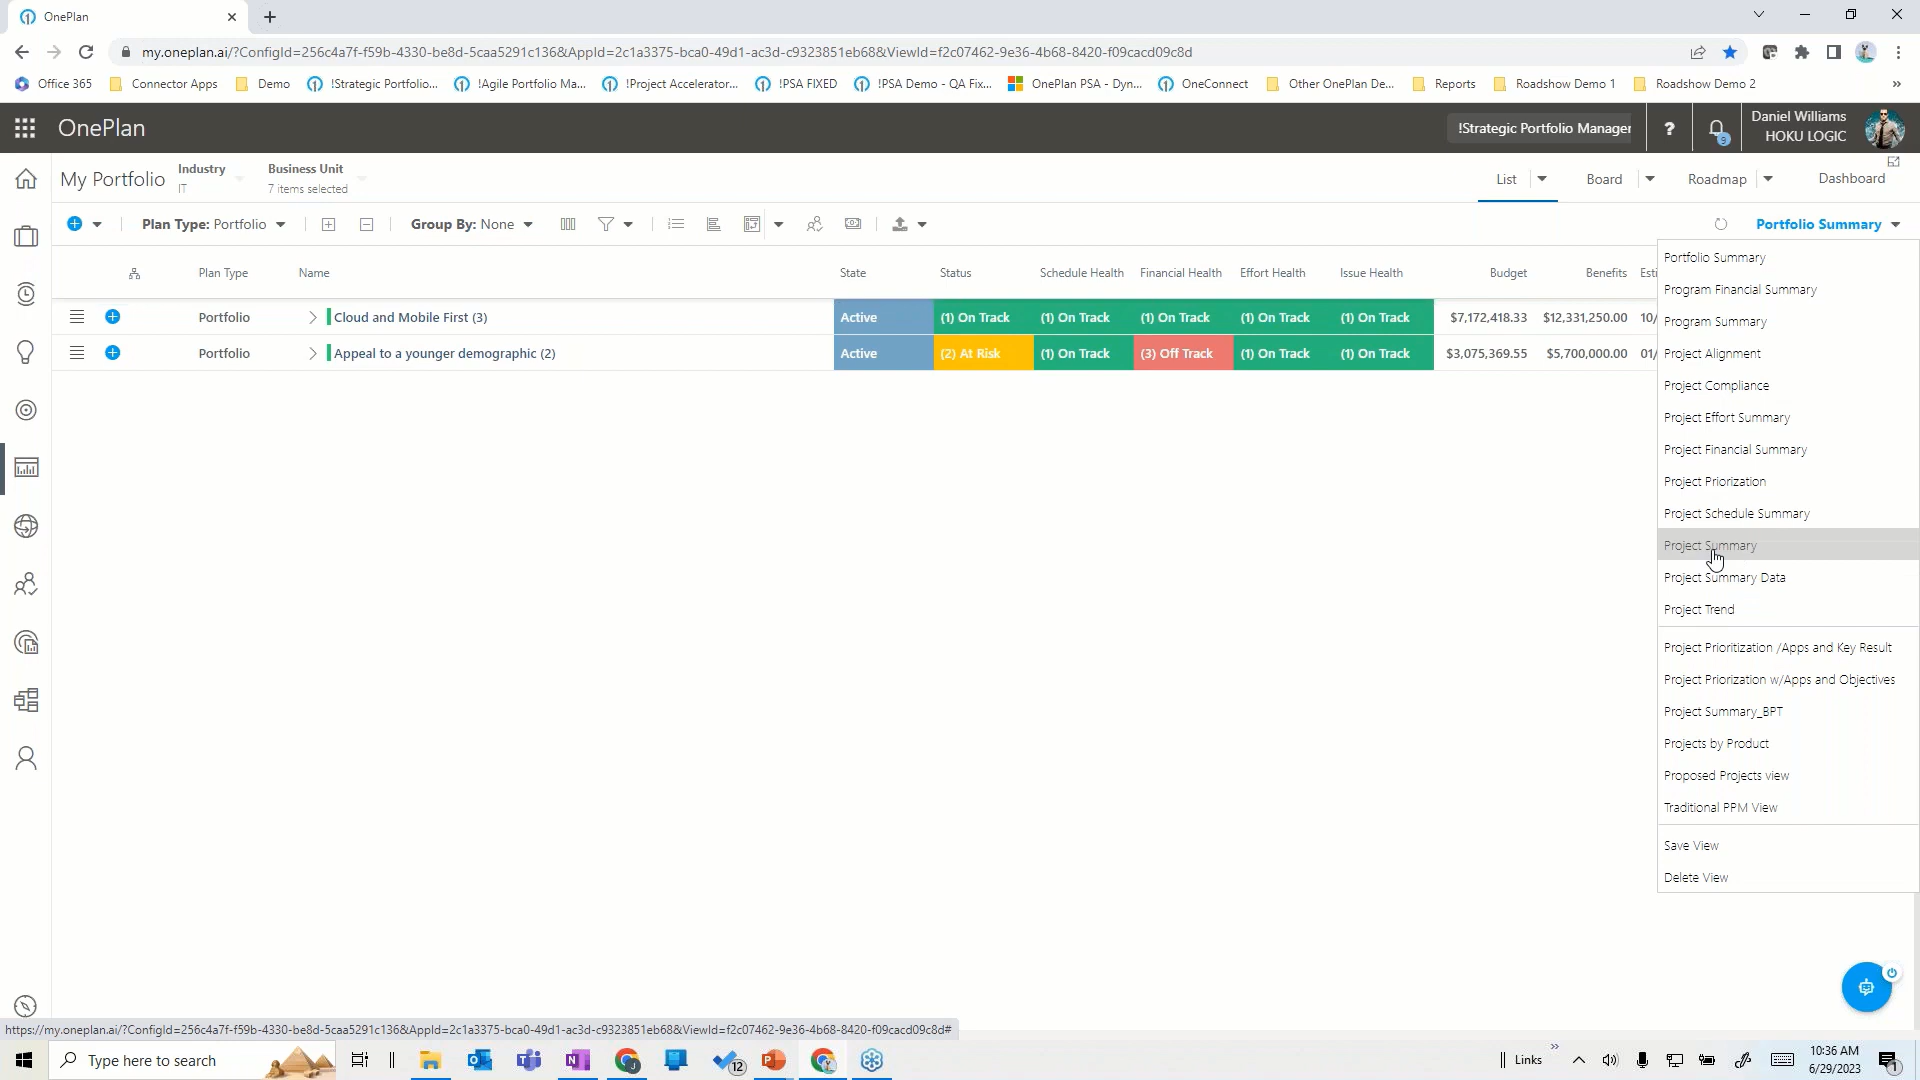 OnePlan
my.oneplan.ai/?ConfigId=256c4a7f-f59b-4330-be8d-5caa5291c136&AppId=2c1a3375-bca0-49d1-ac3d-c9323851eb68&ViewId=f2c07462-9e36-4b68-8420-f09cacd09c8d
Office 365 Connector Apps Demo !Strategic Portfolio... !Agile Portfolio Ma... !Project Accelerator... !PSA FIXED !PSA Demo - QA Fix... OnePlan PSA - Dyn... OneConnect Other OnePlan De... Reports Roadshow Demo 1 Roadshow Demo 2 »
OnePlan !Strategic Portfolio Manager ? 9 Daniel Williams
HOKU LOGIC
My Portfolio Industry Business Unit List Board Roadmap Dashboard
IT 7 items selected
Plan Type: Portfolio Group By: None Portfolio Summary
Plan Type Name State Status Schedule Health Financial Health Effort Health Issue Health Budget Benefits Esti
Portfolio Cloud and Mobile First (3) Active (1) On Track (1) On Track (1) On Track (1) On Track (1) On Track $7,172,418.33 $12,331,250.00 10/
Portfolio Appeal to a younger demographic (2) Active (2) At Risk (1) On Track (3) Off Track (1) On Track (1) On Track $3,075,369.55 $5,700,000.00 01/
Portfolio Summary
Program Financial Summary
Program Summary
Project Alignment
Project Compliance
Project Effort Summary
Project Financial Summary
Project Priorization
Project Schedule Summary
Project Summary
Project Summary Data
Project Trend
Project Prioritization /Apps and Key Result
Project Priorization w/Apps and Objectives
Project Summary_BPT
Projects by Product
Proposed Projects view
Traditional PPM View
Save View
Delete View
https://my.oneplan.ai/?ConfigId=256c4a7f-f59b-4330-be8d-5caa5291c136&AppId=2c1a3375-bca0-49d1-ac3d-c9323851eb68&ViewId=f2c07462-9e36-4b68-8420-f09cacd09c8d#
Type here to search 12 Links » 10:36 AM
6/29/2023 1